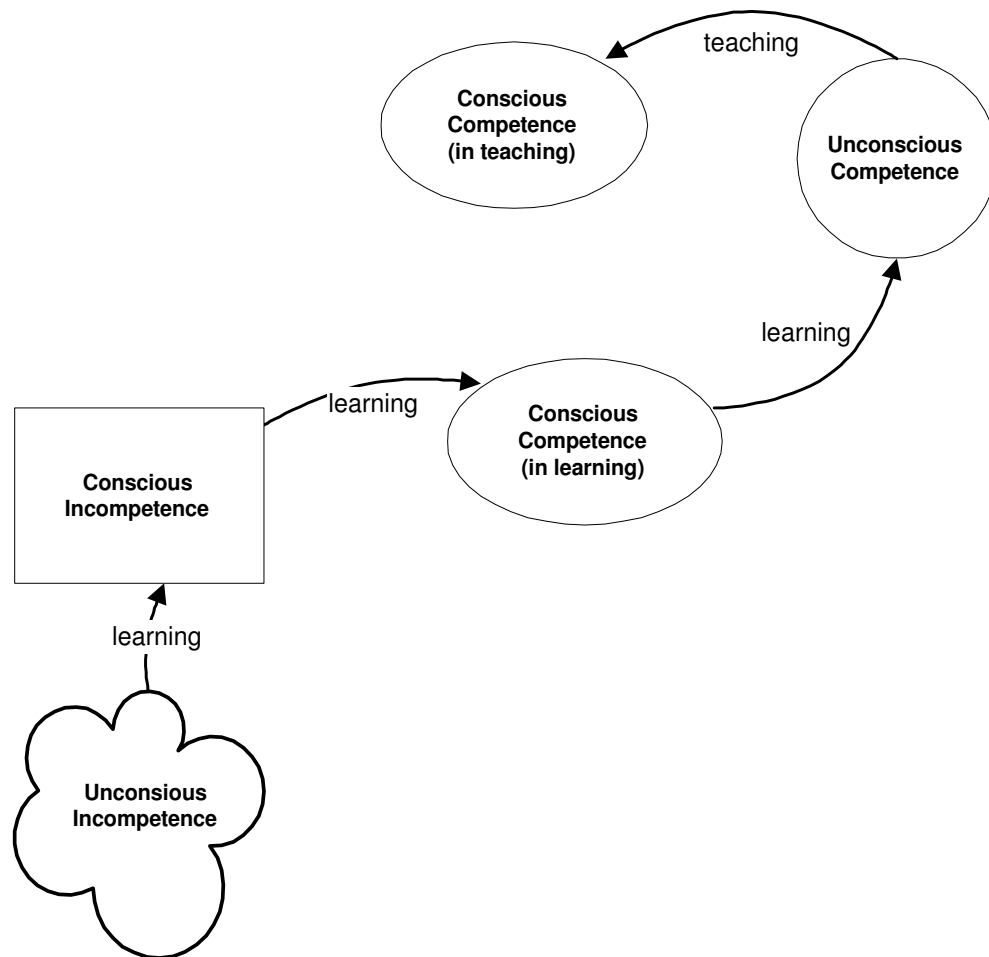 teaching
Conscious
Competence
(in teaching)
Unconscious
Competence
learning
learning
Conscious
Competence
(in learning)
Conscious
Incompetence
learning
Unconsious
Incompetence